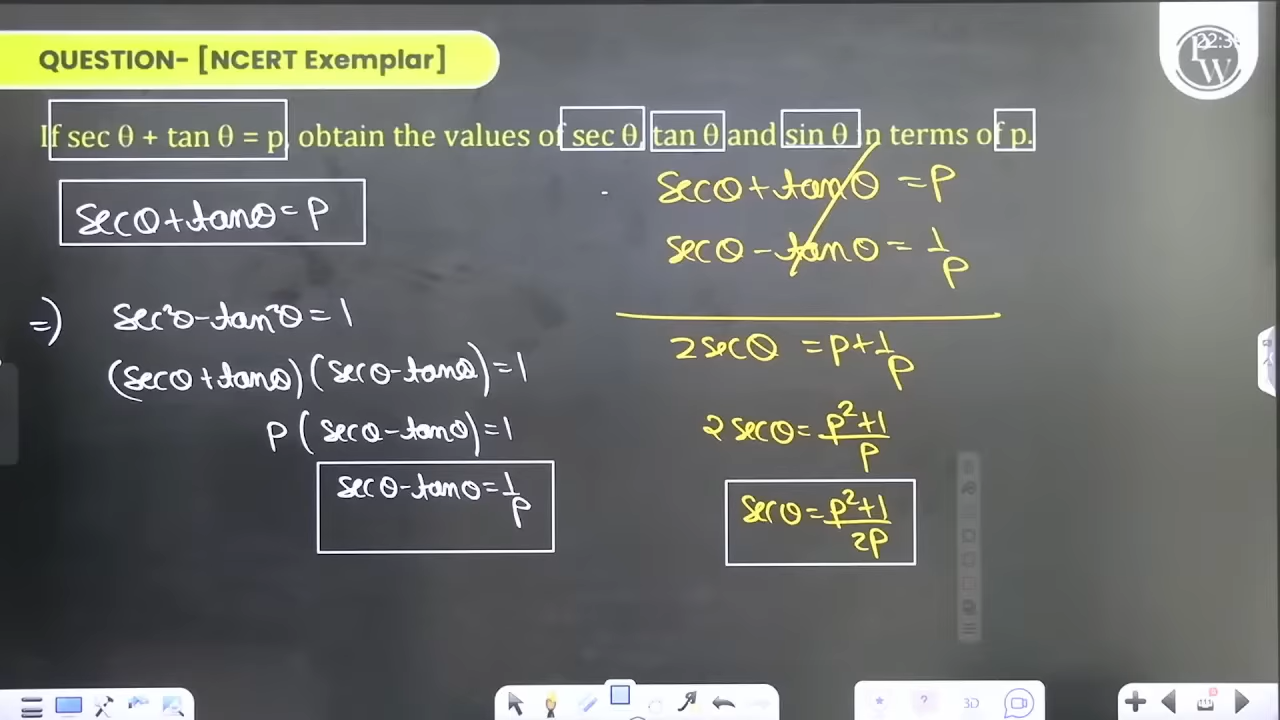 QUESTION- [NCERT Exemplar]
If sec θ + tan θ = p, obtain the values of sec θ, tan θ and sin θ in terms of p.
secθ+tanθ=P
=) sec²θ-tan²θ=1
(secθ+tanθ)(secθ-tanθ)=1
P(secθ-tanθ)=1
secθ-tanθ=1/P
secθ+tanθ=P
secθ-tanθ=1/P
2secθ=P+1/P
2secθ=P²+1/P
secθ=P²+1/2P
PW
3D